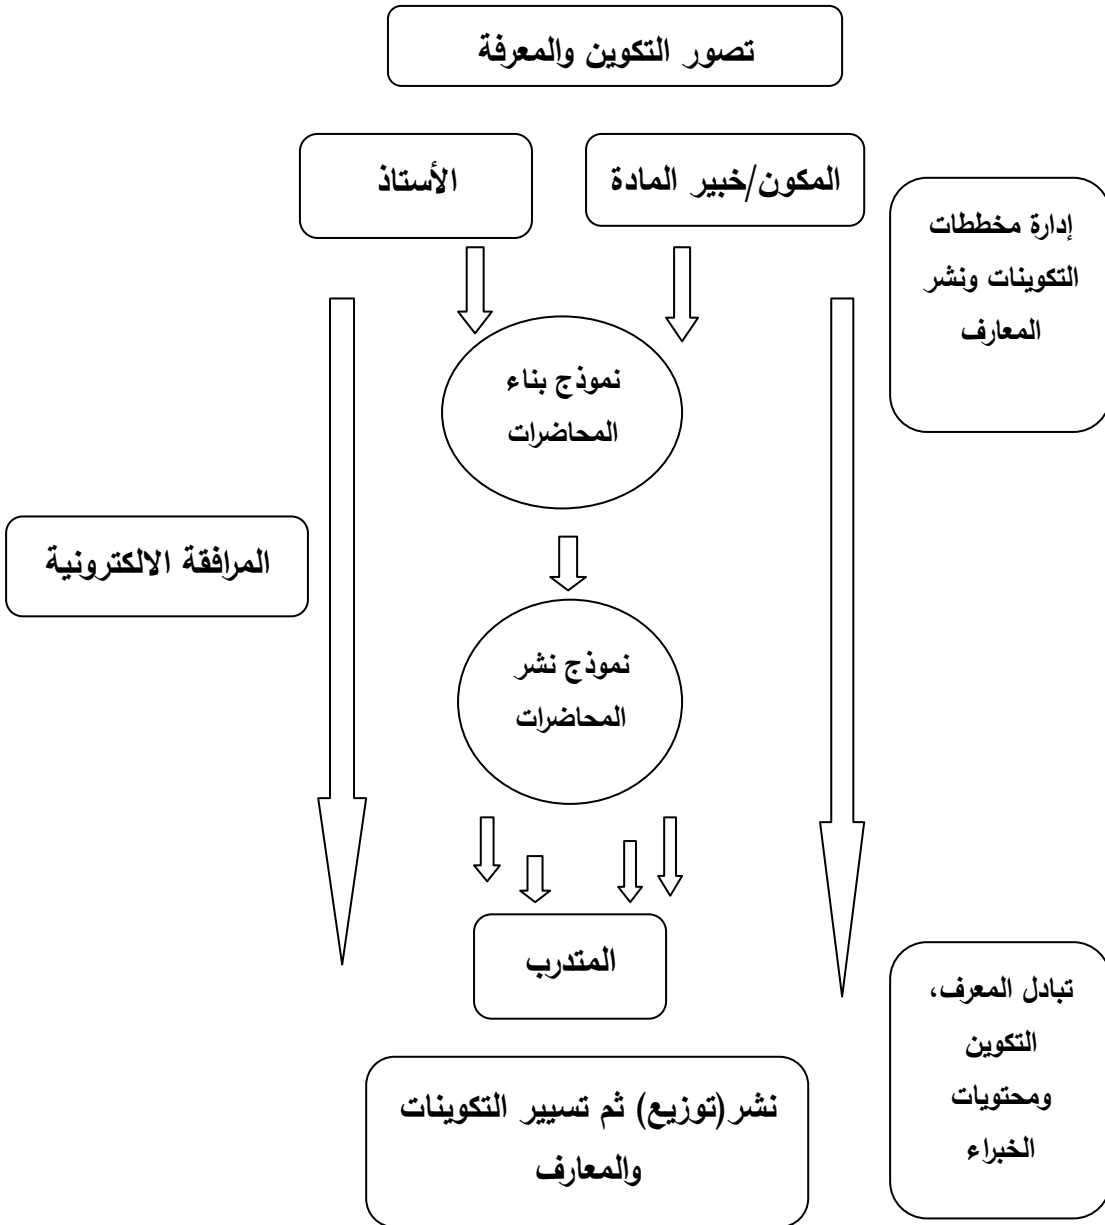 تصور التكوين والمعرفة
المكون/خبير المادة
الأستاذ
إدارة مخططات
التكوينات ونشر
المعارف
نموذج بناء
المحاضرات
المرافقة الالكترونية
نموذج نشر
المحاضرات
المتدرب
تبادل المعرف،
التكوين
ومحتويات
الخبراء
نشر(توزيع) ثم تسيير التكوينات
والمعارف